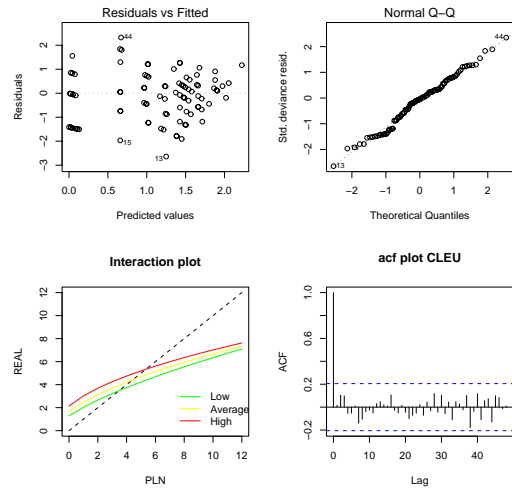 Residuals vs Fitted
Residuals
2
1
0
−1
−2
−3
44
15
13
0.0 0.5 1.0 1.5 2.0
Predicted values
Normal Q−Q
Std. deviance resid.
2
1
0
−1
−2
44
13
−2 −1 0 1 2
Theoretical Quantiles
Interaction plot
REAL
12
10
8
6
4
2
0
Low
Average
High
0 2 4 6 8 10 12
PLN
acf plot CLEU
ACF
1.0
0.6
0.2
−0.2
0 10 20 30 40
Lag